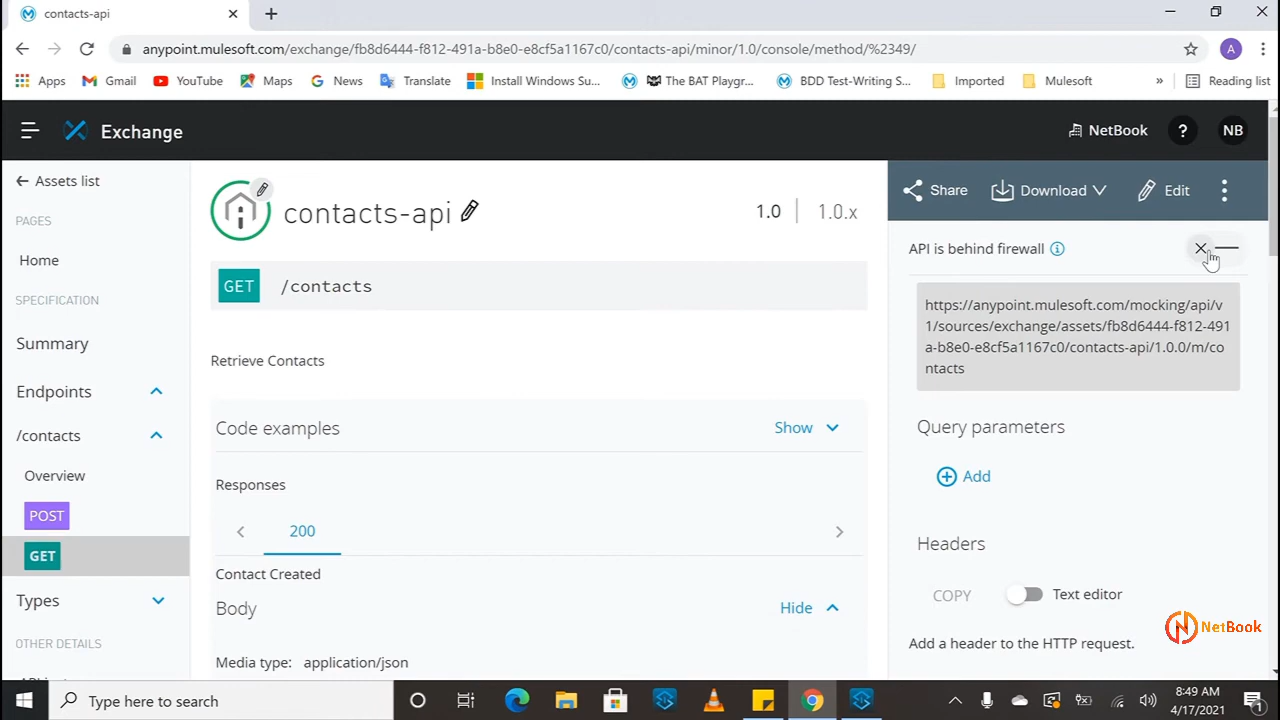 contacts-api
anypoint.mulesoft.com/exchange/fb8d6444-f812-491a-b8e0-e8cf5a1167c0/contacts-api/minor/1.0/console/method/%2349/
A
Apps
Gmail
YouTube
Maps
News
Translate
Install Windows Su...
The BAT Playgr...
BDD Test-Writing S...
Imported
Mulesoft
»
Reading list
Exchange
NetBook
?
NB
Assets list
PAGES
Home
SPECIFICATION
Summary
Endpoints
/contacts
Overview
POST
GET
Types
OTHER DETAILS
contacts-api
1.0
1.0.x
GET /contacts
Retrieve Contacts
Code examples
Show
Responses
200
Contact Created
Body
Hide
Media type: application/json
Share
Download
Edit
API is behind firewall
https://anypoint.mulesoft.com/mocking/api/v
1/sources/exchange/assets/fb8d6444-f812-491
a-b8e0-e8cf5a1167c0/contacts-api/1.0.0/m/co
ntacts
Query parameters
Add
Headers
COPY
Text editor
Add a header to the HTTP request.
NetBook
Type here to search
8:49 AM
4/17/2021
1